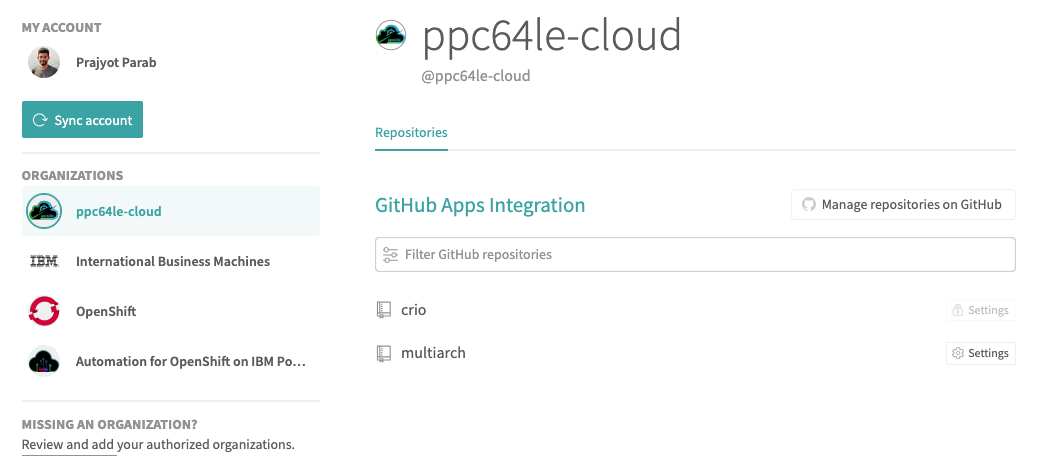 MY ACCOUNT
Prajyot Parab
Sync account
ORGANIZATIONS
ppc64le-cloud
IBM
International Business Machines
OpenShift
Automation for OpenShift on IBM Po…
MISSING AN ORGANIZATION?
Review and add your authorized organizations.
ppc64le-cloud
@ppc64le-cloud
Repositories
GitHub Apps Integration
Manage repositories on GitHub
Filter GitHub repositories
crio
Settings
multiarch
Settings